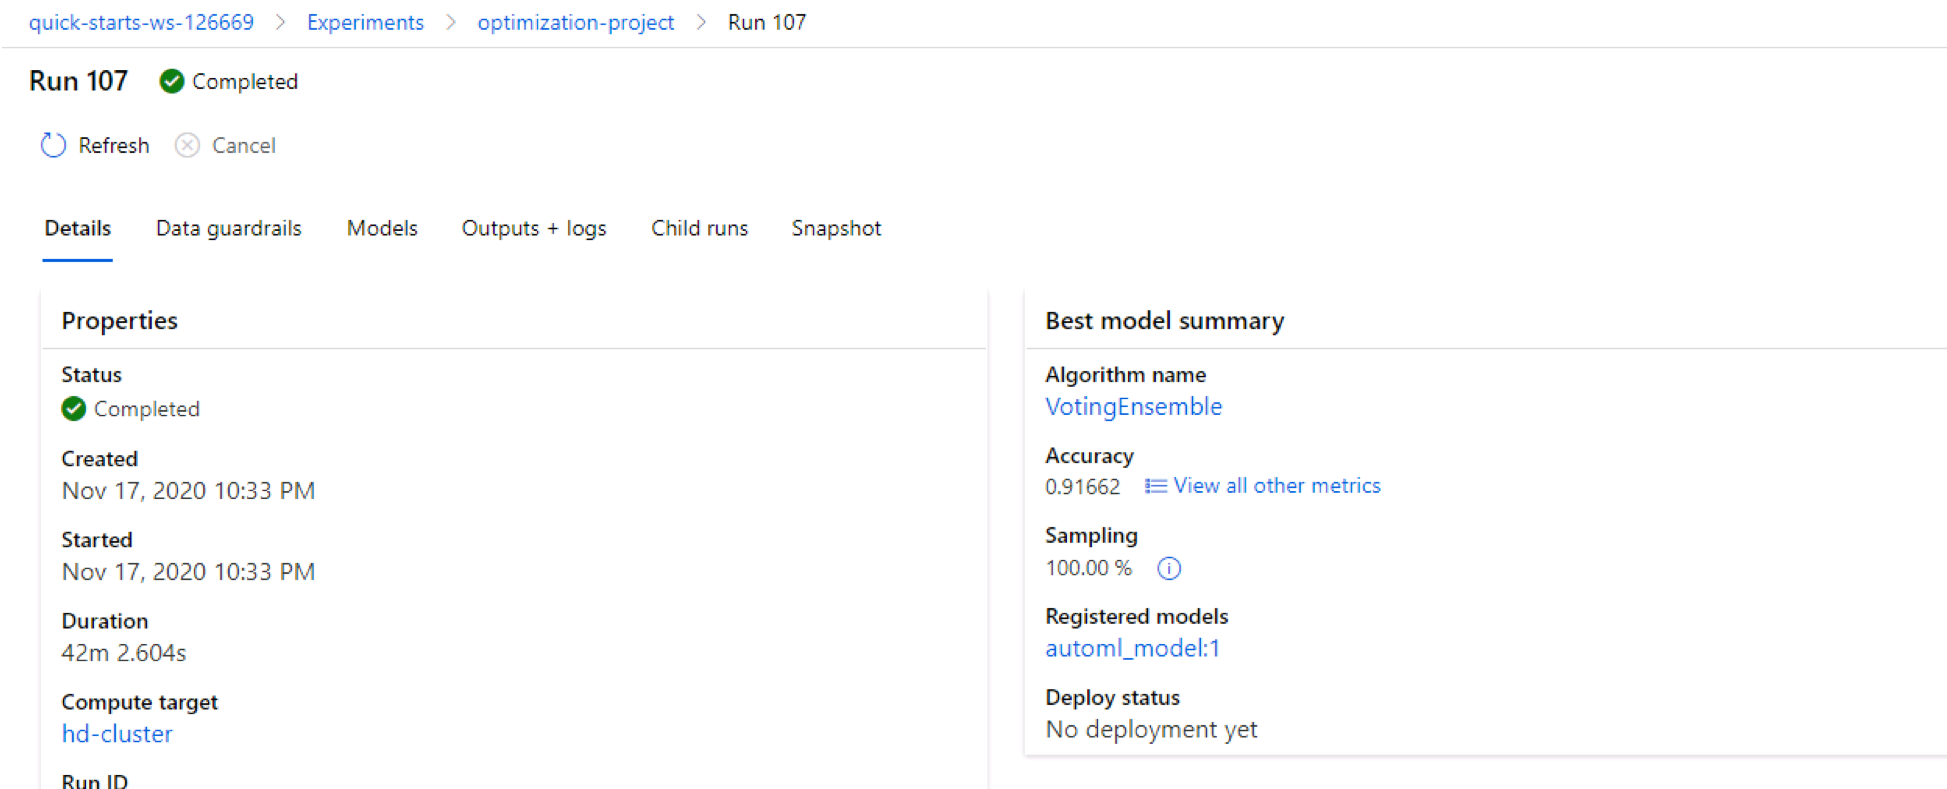 quick-starts-ws-126669 > Experiments > optimization-project > Run 107
Run 107 Completed
Refresh Cancel
Details Data guardrails Models Outputs + logs Child runs Snapshot
Properties
Status
Completed
Created
Nov 17, 2020 10:33 PM
Started
Nov 17, 2020 10:33 PM
Duration
42m 2.604s
Compute target
hd-cluster
Run ID
Best model summary
Algorithm name
VotingEnsemble
Accuracy
0.91662 View all other metrics
Sampling
100.00 %
Registered models
automl_model:1
Deploy status
No deployment yet